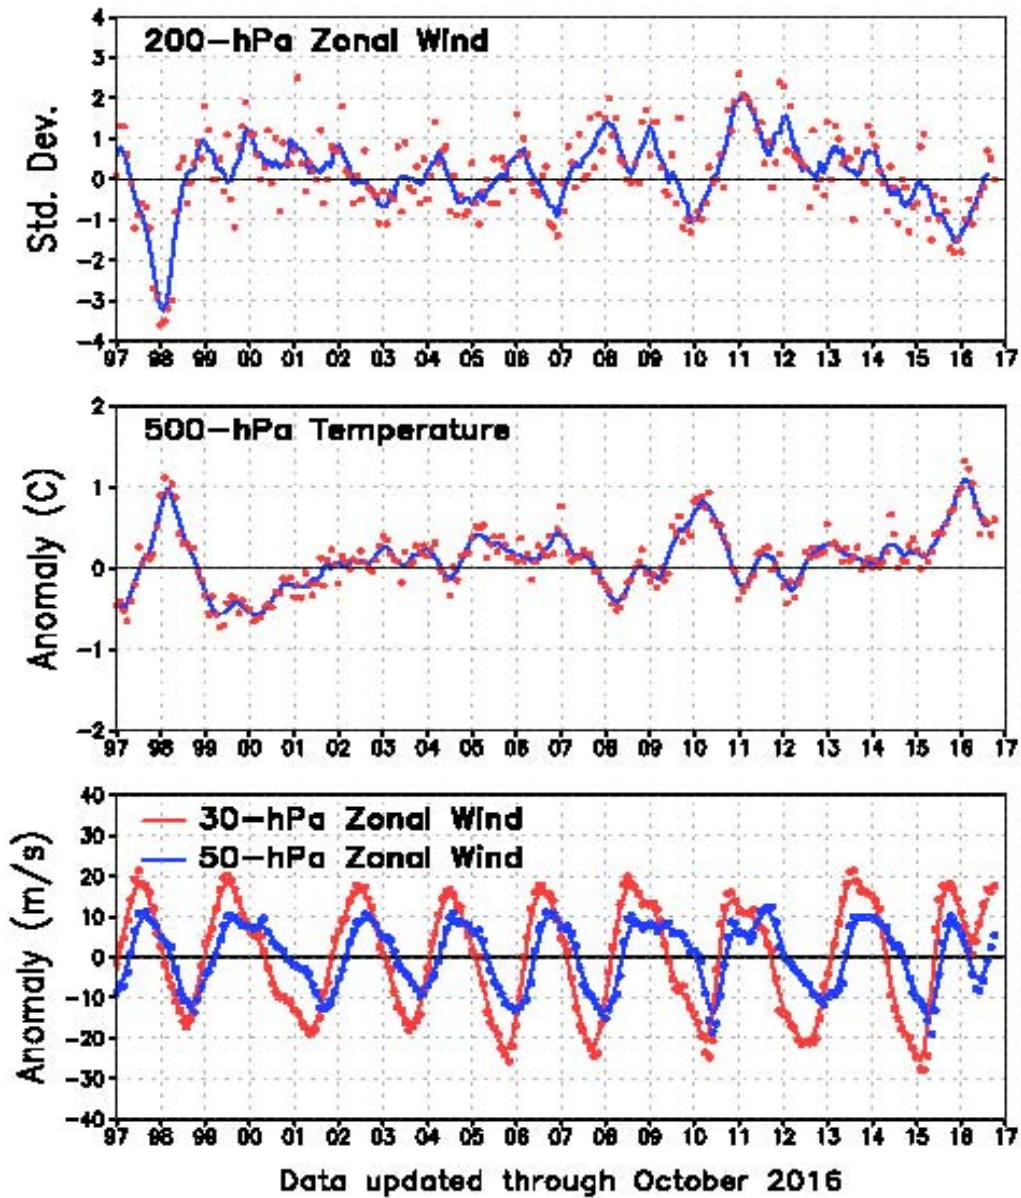 200-hPa Zonal Wind
Std. Dev.
4
3
2
1
0
-1
-2
-3
-4
97 98 99 00 01 02 03 04 05 06 07 08 09 10 11 12 13 14 15 16 17
500-hPa Temperature
Anomaly (C)
2
1
0
-1
-2
97 98 99 00 01 02 03 04 05 06 07 08 09 10 11 12 13 14 15 16 17
30-hPa Zonal Wind
50-hPa Zonal Wind
Anomaly (m/s)
40
30
20
10
0
-10
-20
-30
-40
97 98 99 00 01 02 03 04 05 06 07 08 09 10 11 12 13 14 15 16 17
Data updated through October 2016